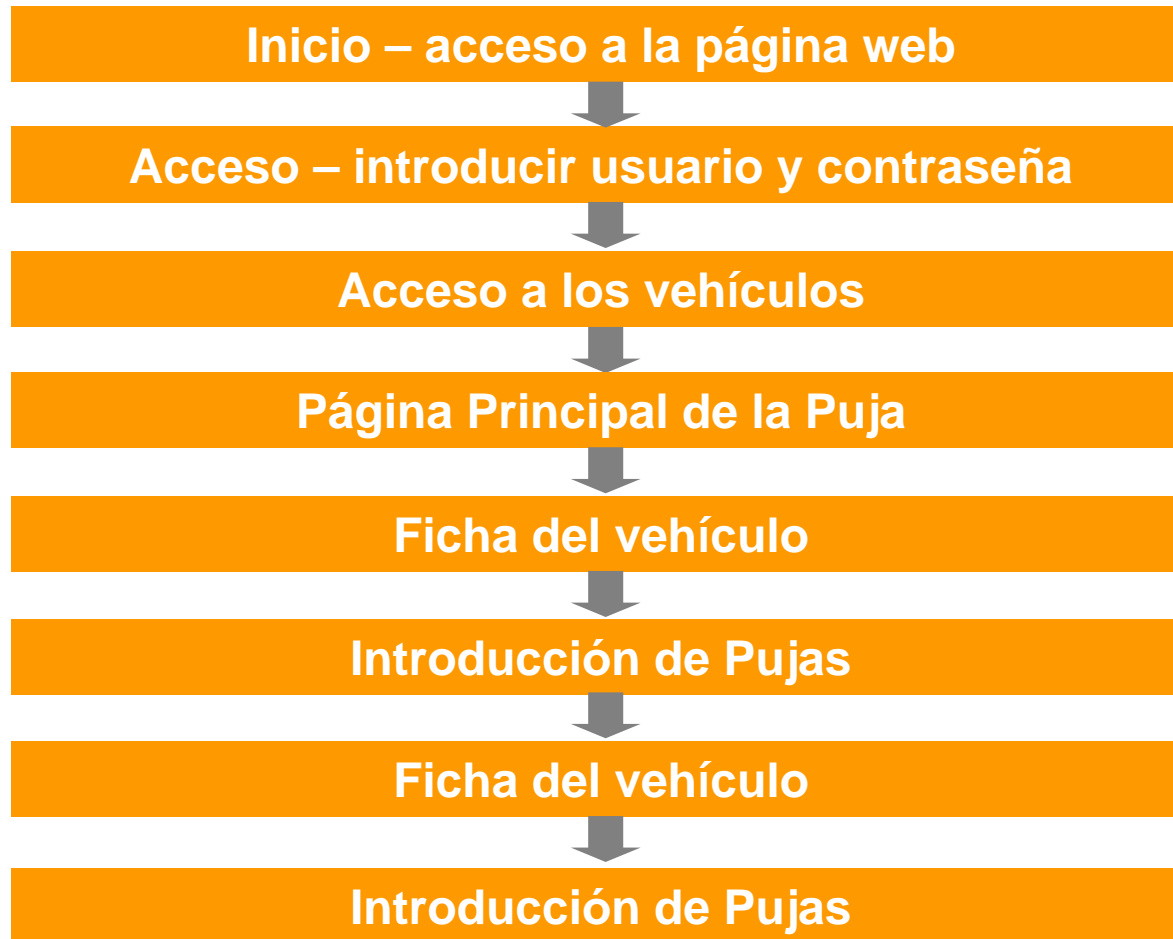 Inicio – acceso a la página web
Acceso – introducir usuario y contraseña
Acceso a los vehículos
Página Principal de la Puja
Ficha del vehículo
Introducción de Pujas
Ficha del vehículo
Introducción de Pujas